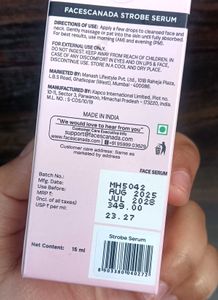 FACESCANADA STROBE SERUM
DIRECTIONS OF USE: Apply a few drops to cleansed face and
neck. Gently massage or pat into the skin until fully absorbed.
For best results, use morning (AM) and evening (PM).
FOR EXTERNAL USE ONLY.
DO NOT INGEST. KEEP AWAY FROM REACH OF CHILDREN. IN
CASE OF ANY DISCOMFORT IN EYES AND ON LIPS & FACE,
DISCONTINUE USE. STORE IN A COOL AND DRY PLACE.
MARKETED BY: Manash Lifestyle Pvt. Ltd., 10B Raheja Plaza,
L.B.S Road, Ghatkopar (West), Mumbai - 400086.
MANUFACTURED BY: Kapco International Limited, Plot no.
10-11, Sector 3, Parwanoo, Himachal Pradesh - 173220, India.
M.L. NO.: S-COS/10/19
MADE IN INDIA
"We would love to hear from you"
Customer Care Executive Info:
support@facescanada.com
www.facescanada.com
+91 95999 03629
Customer care address: Same as
marketed by address.
FACE SERUM
Batch No.:
Date of Mfg.:
Use Before:
MRP ₹
(Incl. of all taxes)
USP ₹ per ml:
MH5042
AUG 2025
JUL 2028
349.00
23.27
Net Content: 15 ml
Strobe Serum